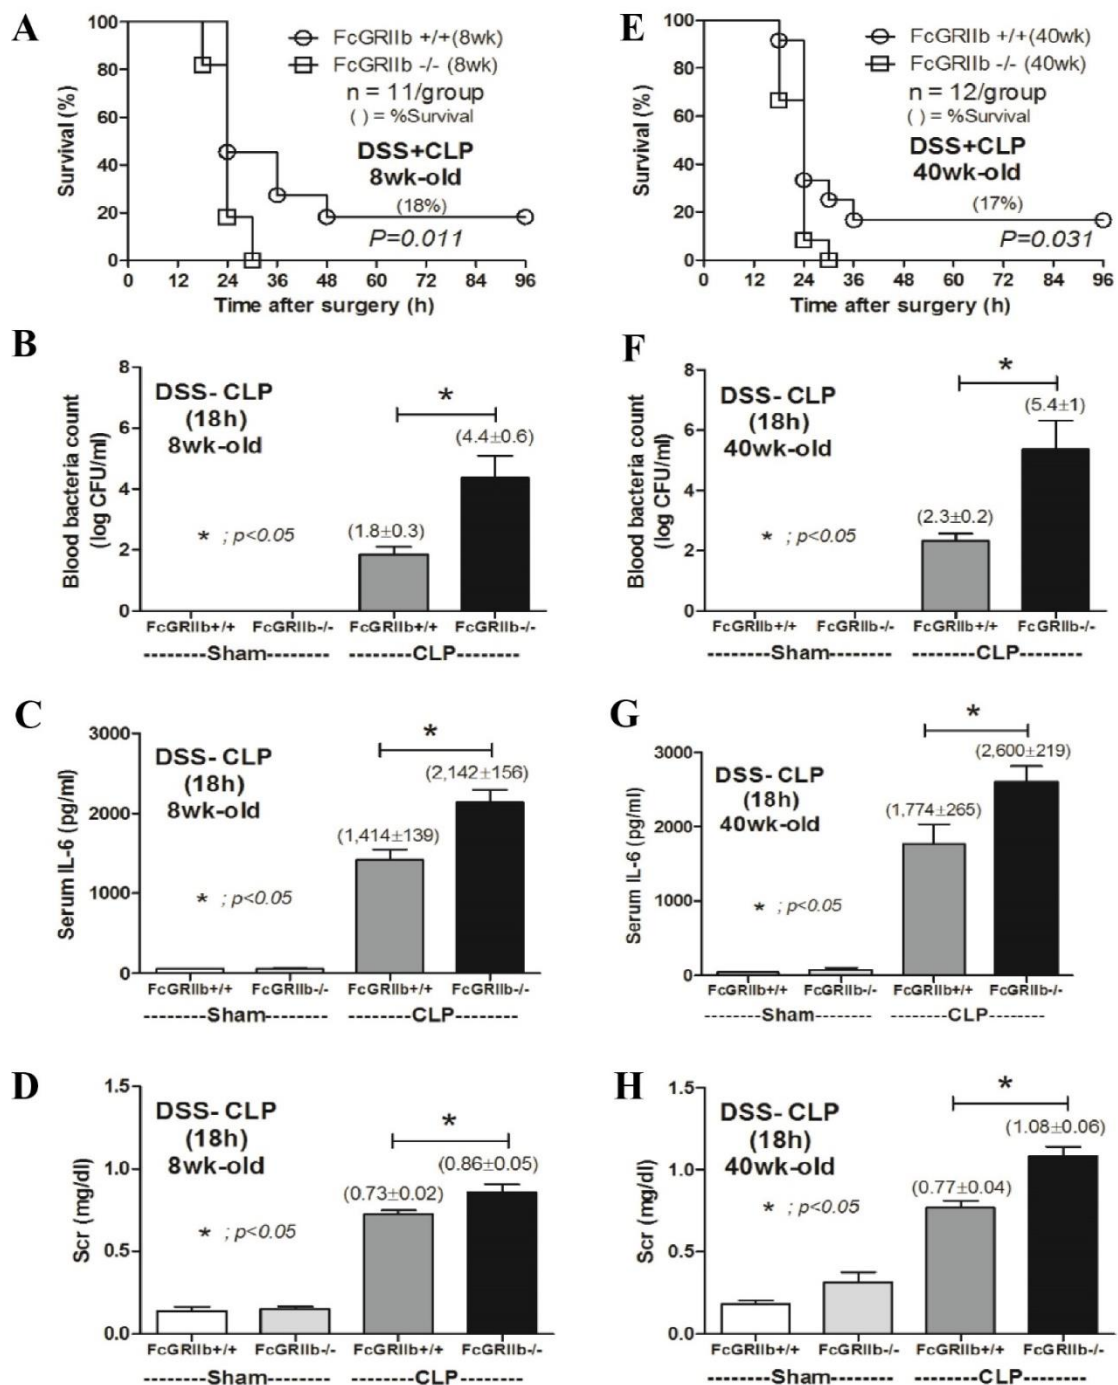 A
100
80
60
40
20
0
Survival (%)
FcGRIIb +/+(8wk)
FcGRIIb -/- (8wk)
n = 11/group
( ) = %Survival
DSS+CLP
8wk-old
(18%)
P=0.011
0 12 24 36 48 60 72 84 96
Time after surgery (h)
E
100
80
60
40
20
0
Survival (%)
FcGRIIb +/+(40wk)
FcGRIIb -/- (40wk)
n = 12/group
( ) = %Survival
DSS+CLP
40wk-old
(17%)
P=0.031
0 12 24 36 48 60 72 84 96
Time after surgery (h)
B
8
6
4
2
0
Blood bacteria count
(log CFU/ml)
DSS- CLP
(18h)
8wk-old
* ; p<0.05
*
(1.8±0.3)
(4.4±0.6)
FcGRIIb+/+ FcGRIIb-/- FcGRIIb+/+ FcGRIIb-/-
--------Sham-------- --------CLP--------
F
8
6
4
2
0
Blood bacteria count
(log CFU/ml)
DSS- CLP
(18h)
40wk-old
* ; p<0.05
*
(2.3±0.2)
(5.4±1)
FcGRIIb+/+ FcGRIIb-/- FcGRIIb+/+ FcGRIIb-/-
--------Sham-------- --------CLP--------
C
3000
2000
1000
0
Serum IL-6 (pg/ml)
DSS- CLP
(18h)
8wk-old
* ; p<0.05
*
(1,414±139)
(2,142±156)
FcGRIIb+/+ FcGRIIb-/- FcGRIIb+/+ FcGRIIb-/-
--------Sham-------- --------CLP--------
G
3000
2000
1000
0
Serum IL-6 (pg/ml)
DSS- CLP
(18h)
40wk-old
* ; p<0.05
*
(1,774±265)
(2,600±219)
FcGRIIb+/+ FcGRIIb-/- FcGRIIb+/+ FcGRIIb-/-
--------Sham-------- --------CLP--------
D
1.5
1.0
0.5
0.0
Scr (mg/dl)
DSS- CLP
(18h)
8wk-old
* ; p<0.05
*
(0.73±0.02)
(0.86±0.05)
FcGRIIb+/+ FcGRIIb-/- FcGRIIb+/+ FcGRIIb-/-
--------Sham-------- --------CLP--------
H
1.5
1.0
0.5
0.0
Scr (mg/dl)
DSS- CLP
(18h)
40wk-old
* ; p<0.05
*
(0.77±0.04)
(1.08±0.06)
FcGRIIb+/+ FcGRIIb-/- FcGRIIb+/+ FcGRIIb-/-
--------Sham-------- --------CLP--------